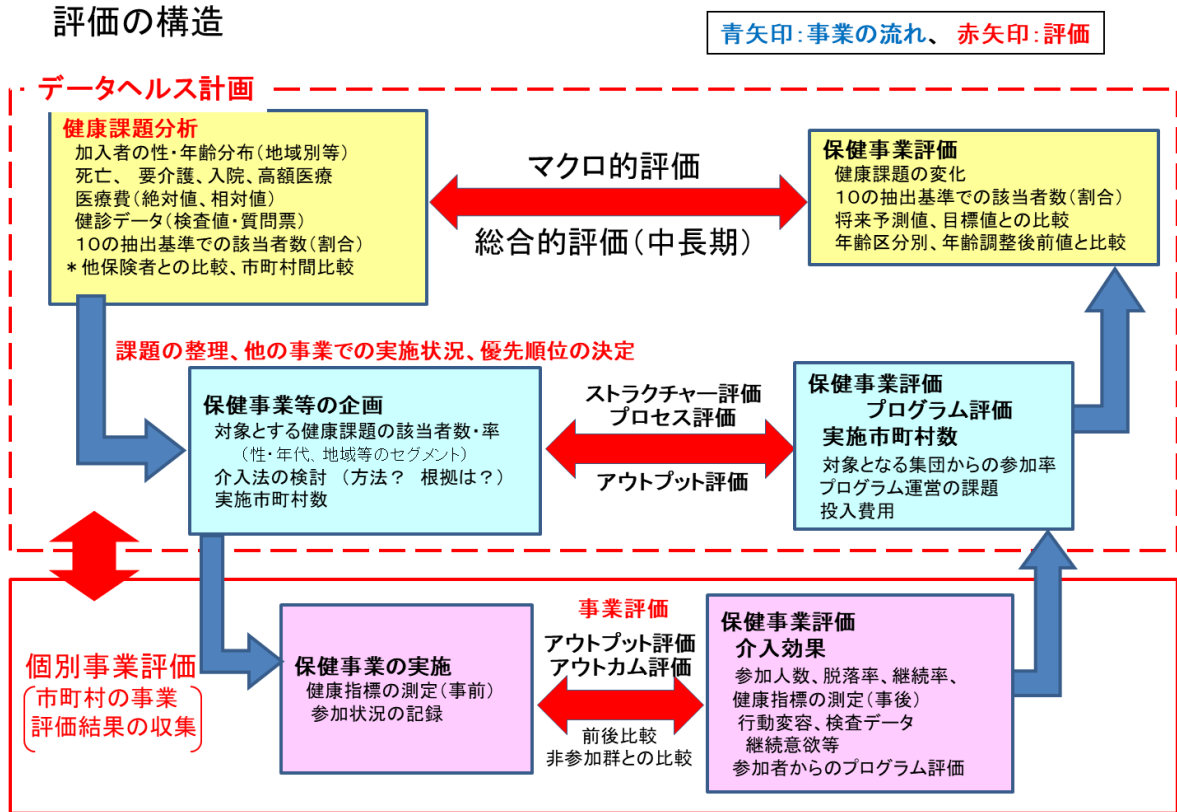 評価の構造
青矢印：事業の流れ、 赤矢印：評価
データヘルス計画
健康課題分析
加入者の性・年齢分布（地域別等）
死亡、 要介護、入院、高額医療
医療費（絶対値、相対値）
健診データ（検査値・質問票）
１０の抽出基準での該当者数（割合）
＊他保険者との比較、市町村間比較
マクロ的評価
総合的評価（中長期）
保健事業評価
健康課題の変化
１０の抽出基準での該当者数（割合）
将来予測値、目標値との比較
年齢区分別、年齢調整後前値と比較
課題の整理、他の事業での実施状況、優先順位の決定
保健事業等の企画
対象とする健康課題の該当者数・率
（性・年代、地域等のセグメント）
介入法の検討 （方法？ 根拠は？）
実施市町村数
ストラクチャー評価
プロセス評価
アウトプット評価
保健事業評価
プログラム評価
実施市町村数
対象となる集団からの参加率
プログラム運営の課題
投入費用
個別事業評価
市町村の事業
評価結果の収集
保健事業の実施
健康指標の測定（事前）
参加状況の記録
事業評価
アウトプット評価
アウトカム評価
前後比較
非参加群との比較
保健事業評価
介入効果
参加人数、脱落率、継続率、
健康指標の測定（事後）
行動変容、検査データ
継続意欲等
参加者からのプログラム評価